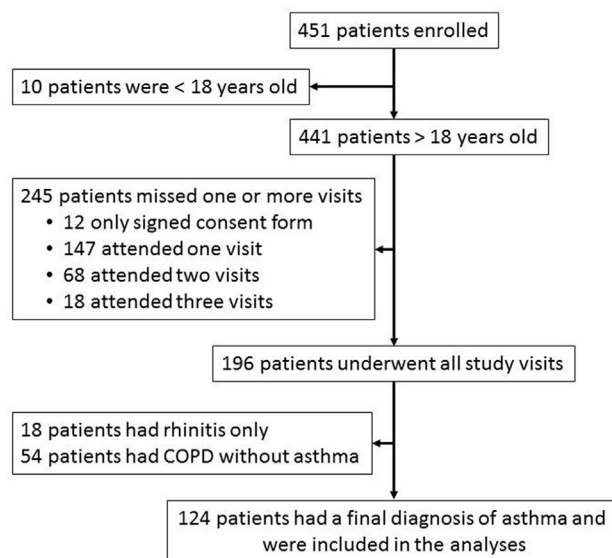 451 patients enrolled
10 patients were < 18 years old
441 patients > 18 years old
245 patients missed one or more visits
• 12 only signed consent form
• 147 attended one visit
• 68 attended two visits
• 18 attended three visits
196 patients underwent all study visits
18 patients had rhinitis only
54 patients had COPD without asthma
124 patients had a final diagnosis of asthma and
were included in the analyses